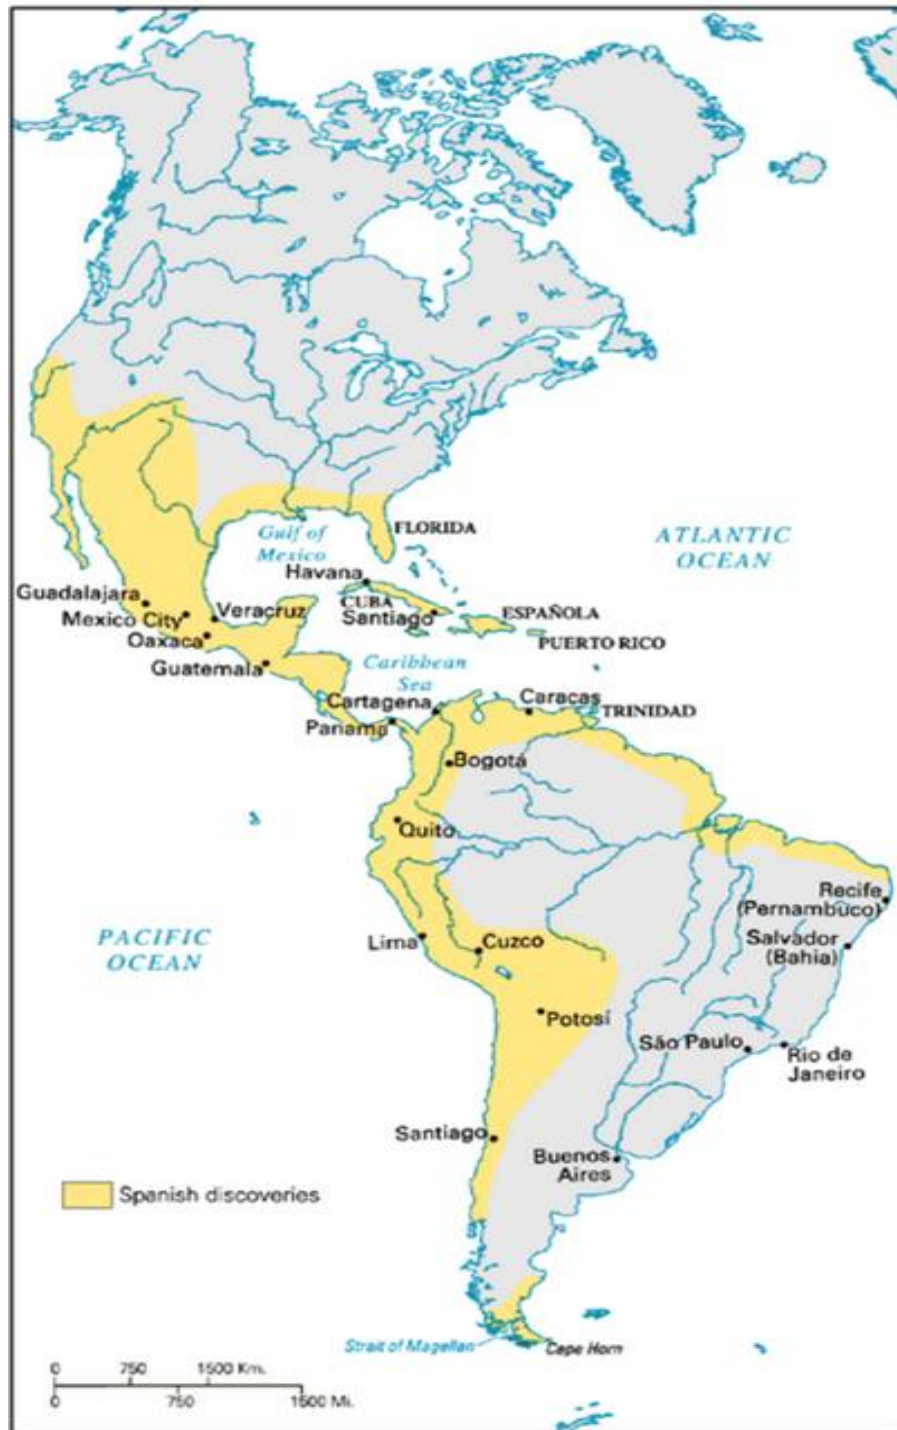 Gulf of
Mexico
FLORIDA
ATLANTIC
OCEAN
Havana
CUBA
Santiago
ESPAÑOLA
PUERTO RICO
Guadalajara
Mexico City
Veracruz
Oaxaca
Guatemala
Caribbean
Sea
Cartagena
Caracas
TRINIDAD
Panama
Bogotá
Quito
Recife
(Pernambuco)
PACIFIC
OCEAN
Lima
Cuzco
Salvador
(Bahia)
Potosí
São Paulo
Rio de
Janeiro
Santiago
Buenos
Aires
Spanish discoveries
Strait of Magellan
Cape Horn
0 750 1500 Km.
0 750 1500 Mi.